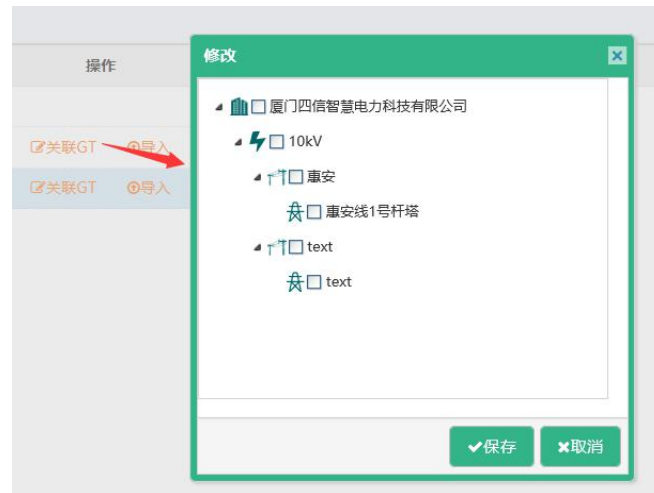 操作
修改
厦门四信智慧电力科技有限公司
10kV
关联GT 导入
惠安
关联GT 导入
惠安线1号杆塔
text
text
保存 取消